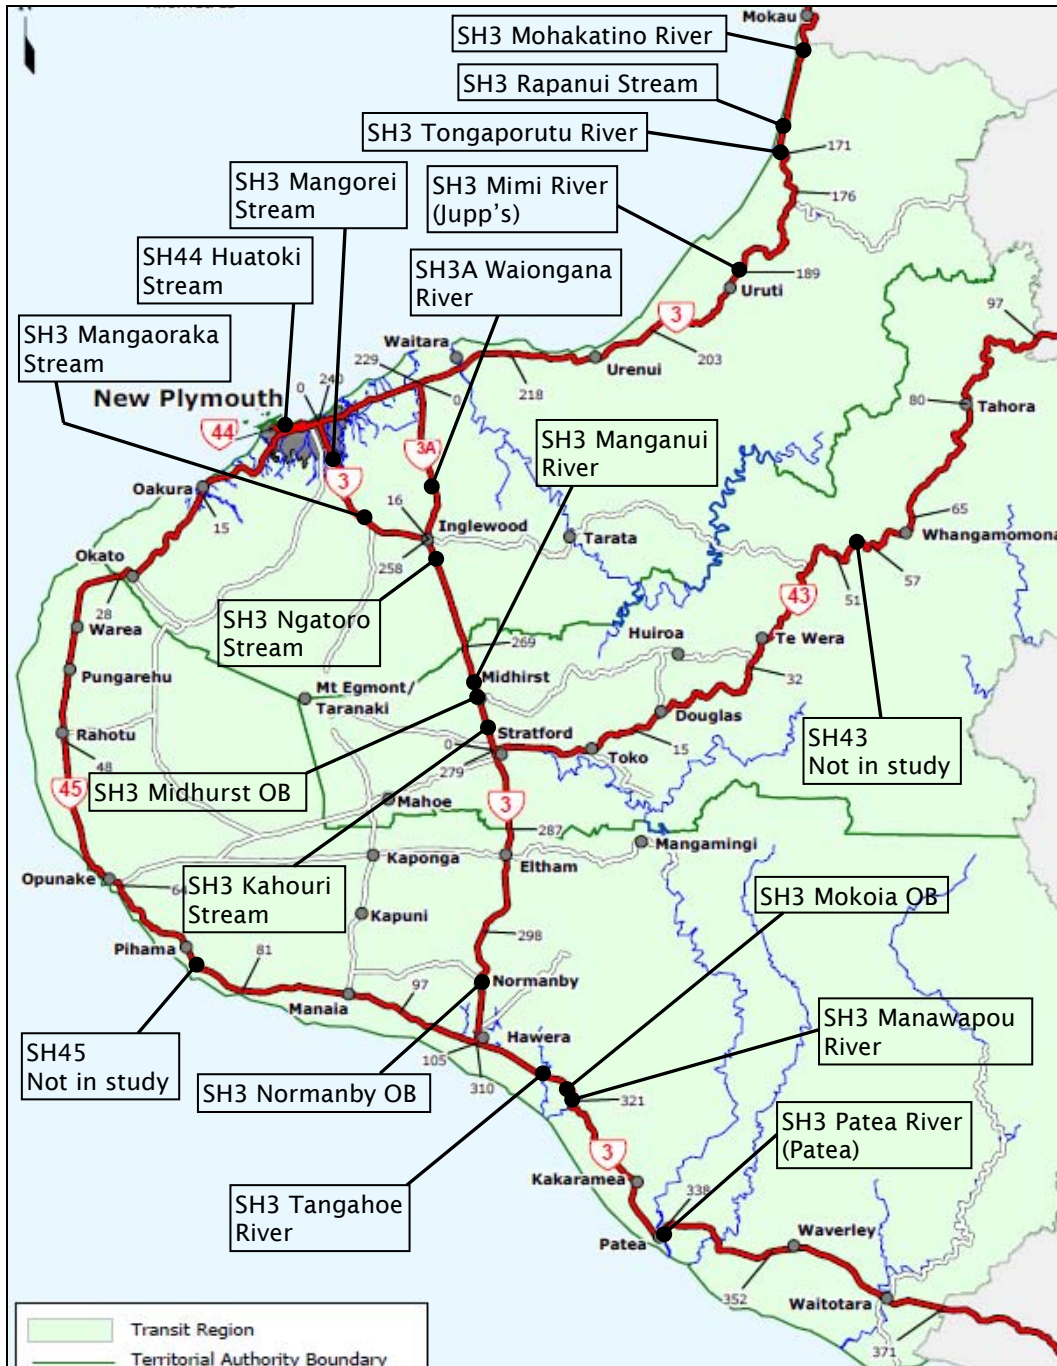 N
Mokau
SH3 Mohakatino River
SH3 Rapanui Stream
SH3 Tongaporutu River
171
SH3 Mangorei
Stream
SH3 Mimi River
(Jupp's)
176
SH44 Huatoki
Stream
SH3A Waiongana
River
189
Uruti
97
SH3 Mangaoraka
Stream
3
Waitara
203
229
Urenui
0
240
0
218
New Plymouth
80
Tahora
44
3A
SH3 Manganui
River
3
Oakura
16
15
Inglewood
65
Tarata
Whangamomona
Okato
258
57
51
43
28
SH3 Ngatoro
Stream
Warea
Huiroa
Te Wera
269
Pungarehu
Midhirst
32
Mt Egmont/
Taranaki
Douglas
Rahotu
Stratford
15
SH43
Not in study
0
Toko
48
279
SH3 Midhurst OB
45
Mahoe
3
287
Mangamingi
Kaponga
Eltham
Opunake
64
SH3 Kahouri
Stream
SH3 Mokoia OB
Kapuni
298
Pihama
81
Normanby
97
Manaia
SH3 Manawapou
River
Hawera
SH45
Not in study
105
310
SH3 Normanby OB
321
SH3 Patea River
(Patea)
3
Kakaramea
SH3 Tangahoe
River
338
Patea
Waverley
352
Waitotara
371
Transit Region
Territorial Authority Boundary